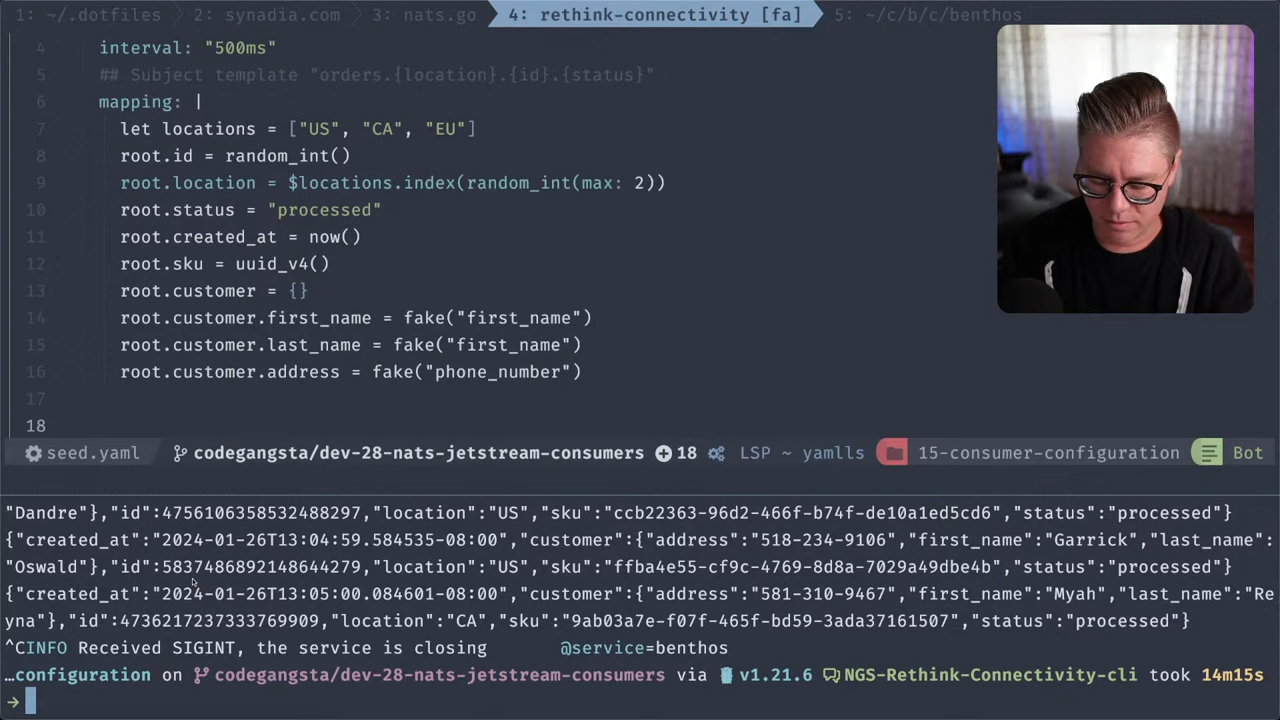 1: ~/.dotfiles 2: synadia.com 3: nats.go 4: rethink-connectivity [fa] 5: ~/c/b/c/benthos
4 interval: "500ms"
5 ## Subject template "orders.{location}.{id}.{status}"
6 mapping: |
7 let locations = ["US", "CA", "EU"]
8 root.id = random_int()
9 root.location = $locations.index(random_int(max: 2))
10 root.status = "processed"
11 root.created_at = now()
12 root.sku = uuid_v4()
13 root.customer = {}
14 root.customer.first_name = fake("first_name")
15 root.customer.last_name = fake("first_name")
16 root.customer.address = fake("phone_number")
17
18
seed.yaml codegangsta/dev-28-nats-jetstream-consumers 18 LSP ~ yamlls 15-consumer-configuration Bot
"Dandre"},"id":4756106358532488297,"location":"US","sku":"ccb22363-96d2-466f-b74f-de10a1ed5cd6","status":"processed"}
{"created_at":"2024-01-26T13:04:59.584535-08:00","customer":{"address":"518-234-9106","first_name":"Garrick","last_name":
"Oswald"},"id":5837486892148644279,"location":"US","sku":"ffba4e55-cf9c-4769-8d8a-7029a49dbe4b","status":"processed"}
{"created_at":"2024-01-26T13:05:00.084601-08:00","customer":{"address":"581-310-9467","first_name":"Myah","last_name":"Re
yna"},"id":4736217237333769909,"location":"CA","sku":"9ab03a7e-f07f-465f-bd59-3ada37161507","status":"processed"}
^CINFO Received SIGINT, the service is closing @service=benthos
…configuration on codegangsta/dev-28-nats-jetstream-consumers via v1.21.6 NGS-Rethink-Connectivity-cli took 14m15s
→